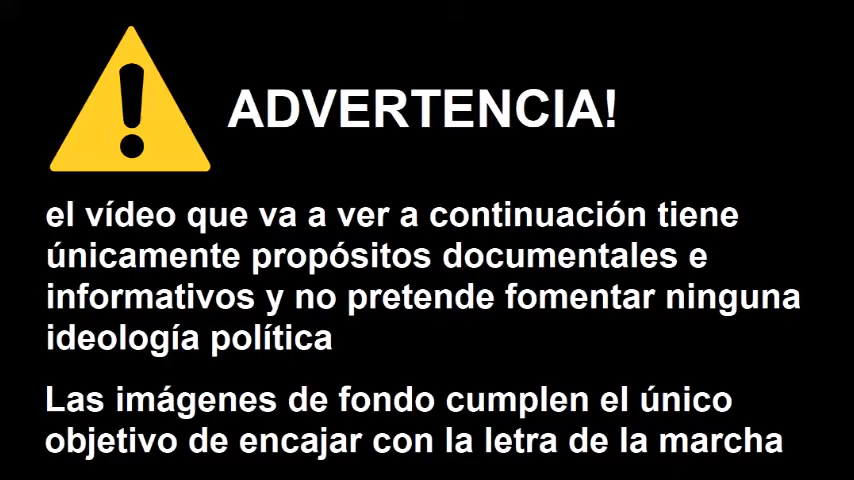 ADVERTENCIA!
el vídeo que va a ver a continuación tiene
únicamente propósitos documentales e
informativos y no pretende fomentar ninguna
ideología política
Las imágenes de fondo cumplen el único
objetivo de encajar con la letra de la marcha